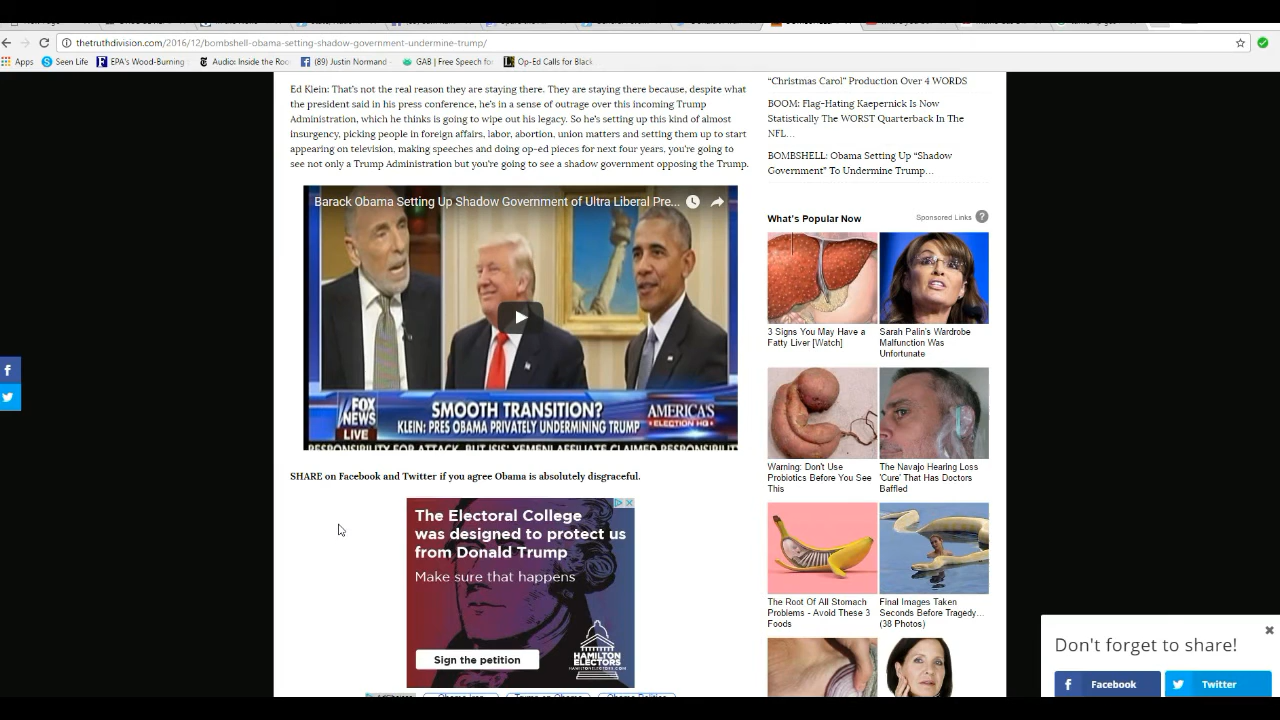 thetruthdivision.com/2016/12/bombshell-obama-setting-shadow-government-undermine-trump/
Apps
Seen Life
EPA's Wood-Burning
Audio: Inside the Roo
(89) Justin Normand
GAB | Free Speech for
Op-Ed Calls for Black
Ed Klein: That's not the real reason they are staying there. They are staying there because, despite what
the president said in his press conference, he's in a sense of outrage over this incoming Trump
Administration, which he thinks is going to wipe out his legacy. So he's setting up this kind of almost
insurgency, picking people in foreign affairs, labor, abortion, union matters and setting them up to start
appearing on television, making speeches and doing op-ed pieces for next four years, you're going to
see not only a Trump Administration but you're going to see a shadow government opposing the Trump.
Barack Obama Setting Up Shadow Government of Ultra Liberal Pre...
FOX
NEWS
LIVE
SMOOTH TRANSITION?
KLEIN: PRES OBAMA PRIVATELY UNDERMINING TRUMP
AMERICA'S
ELECTION HQ
RESPONSIBILITY FOR ATTACK, BUT ISIS' YEMENI AFFILIATE CLAIMED RESPONSIBILIT
SHARE on Facebook and Twitter if you agree Obama is absolutely disgraceful.
The Electoral College
was designed to protect us
from Donald Trump
Make sure that happens
Sign the petition
HAMILTON
ELECTORS
HAMILTONELECTORS.COM
"Christmas Carol" Production Over 4 WORDS
BOOM: Flag-Hating Kaepernick Is Now
Statistically The WORST Quarterback In The
NFL...
BOMBSHELL: Obama Setting Up "Shadow
Government" To Undermine Trump...
What's Popular Now
Sponsored Links ?
3 Signs You May Have a
Fatty Liver [Watch]
Sarah Palin's Wardrobe
Malfunction Was
Unfortunate
Warning: Don't Use
Probiotics Before You See
This
The Navajo Hearing Loss
'Cure' That Has Doctors
Baffled
The Root Of All Stomach
Problems - Avoid These 3
Foods
Final Images Taken
Seconds Before Tragedy...
(38 Photos)
Don't forget to share!
Facebook
Twitter